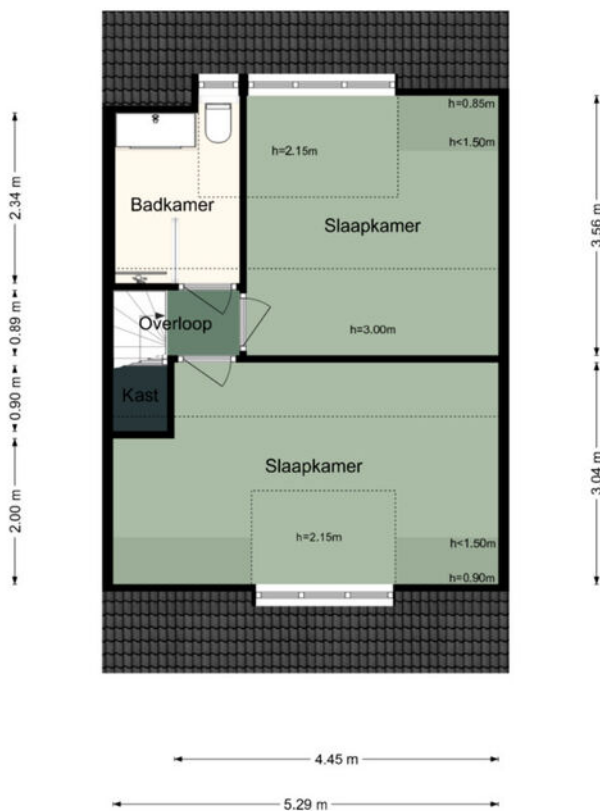 h=0.85m
h<1.50m
h=2.15m
Badkamer
Slaapkamer
Overloop
h=3.00m
Kast
Slaapkamer
h=2.15m
h<1.50m
h=0.90m
2.34 m
0.89 m
0.90 m
2.00 m
3.56 m
3.04 m
4.45 m
5.29 m